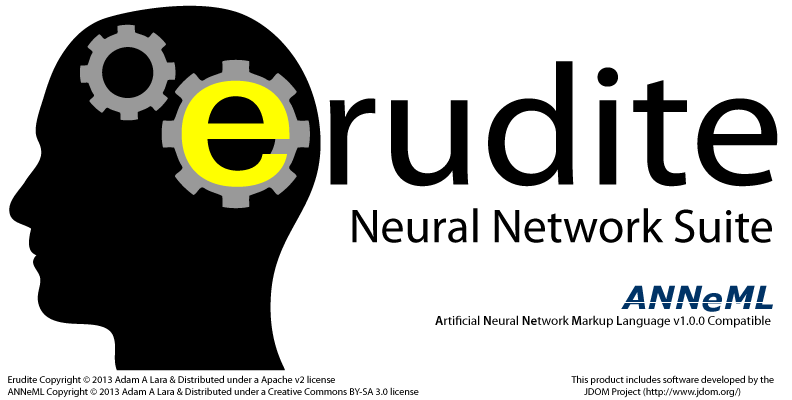 erudite
Neural Network Suite
ANNeML
Artificial Neural Network Markup Language v1.0.0 Compatible
Erudite Copyright © 2013 Adam A Lara & Distributed under a Apache v2 license
ANNeML Copyright © 2013 Adam A Lara & Distributed under a Creative Commons BY-SA 3.0 license
This product includes software developed by the
JDOM Project (http://www.jdom.org/)